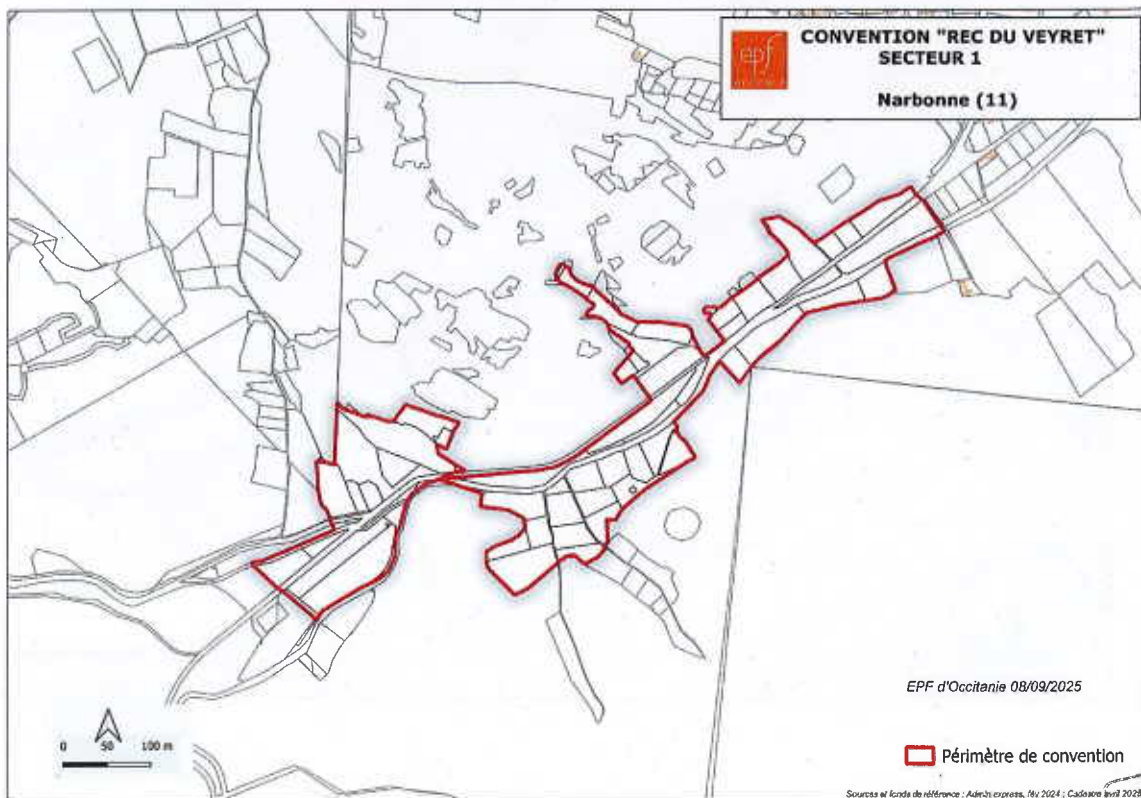 epf
CONVENTION "REC DU VEYRET"
SECTEUR 1
Narbonne (11)
EPF d'Occitanie 08/09/2025
0 50 100 m
Périmètre de convention
Sources et fonds de référence : Admin express, fév 2024 ; Cadastre avril 2025